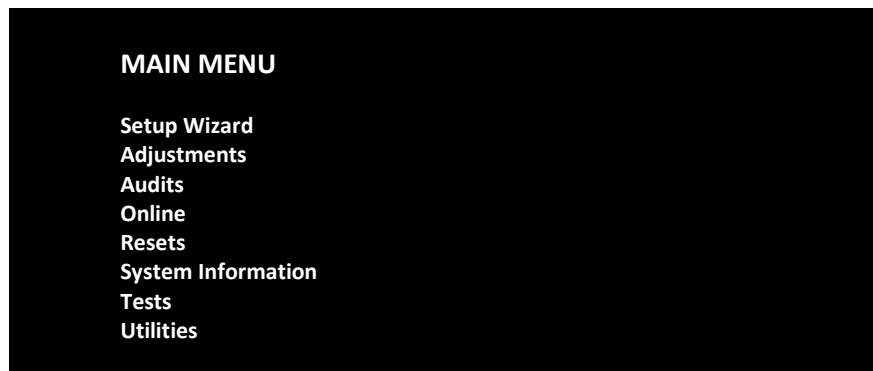 MAIN MENU
Setup Wizard
Adjustments
Audits
Online
Resets
System Information
Tests
Utilities